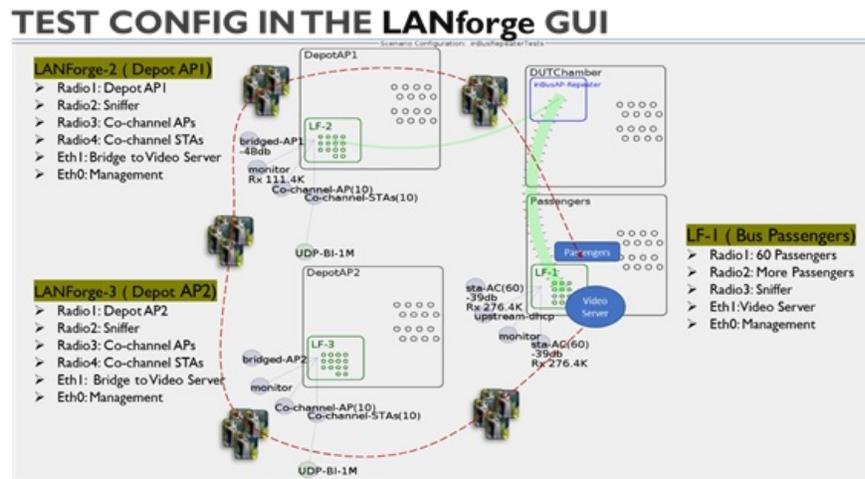 TEST CONFIG IN THE LANforge GUI
Scenario Configuration: inBusRepeaterTests
LANForge-2 ( Depot AP1)
Radio1: Depot AP1
Radio2: Sniffer
Radio3: Co-channel APs
Radio4: Co-channel STAs
Eth1: Bridge to Video Server
Eth0: Management
DepotAP1
LF-2
bridged-AP1
-48db
monitor
Rx 111.4K
Co-channel-AP(10)
Co-channel-STAs(10)
UDP-BI-1M
DUTChamber
inBusAP-Repeater
Passengers
Passengers
LF-1
Video
Server
sta-AC(60)
-39db
Rx 276.4K
upstream-dhcp
monitor
sta-AC(60)
-39db
Rx 276.4K
LF-1 ( Bus Passengers)
Radio1: 60 Passengers
Radio2: More Passengers
Radio3: Sniffer
Eth1: Video Server
Eth0: Management
LANForge-3 ( Depot AP2)
Radio1: Depot AP2
Radio2: Sniffer
Radio3: Co-channel APs
Radio4: Co-channel STAs
Eth1: Bridge to Video Server
Eth0: Management
DepotAP2
LF-3
bridged-AP2
monitor
Co-channel-AP(10)
Co-channel-STAs(10)
UDP-BI-1M